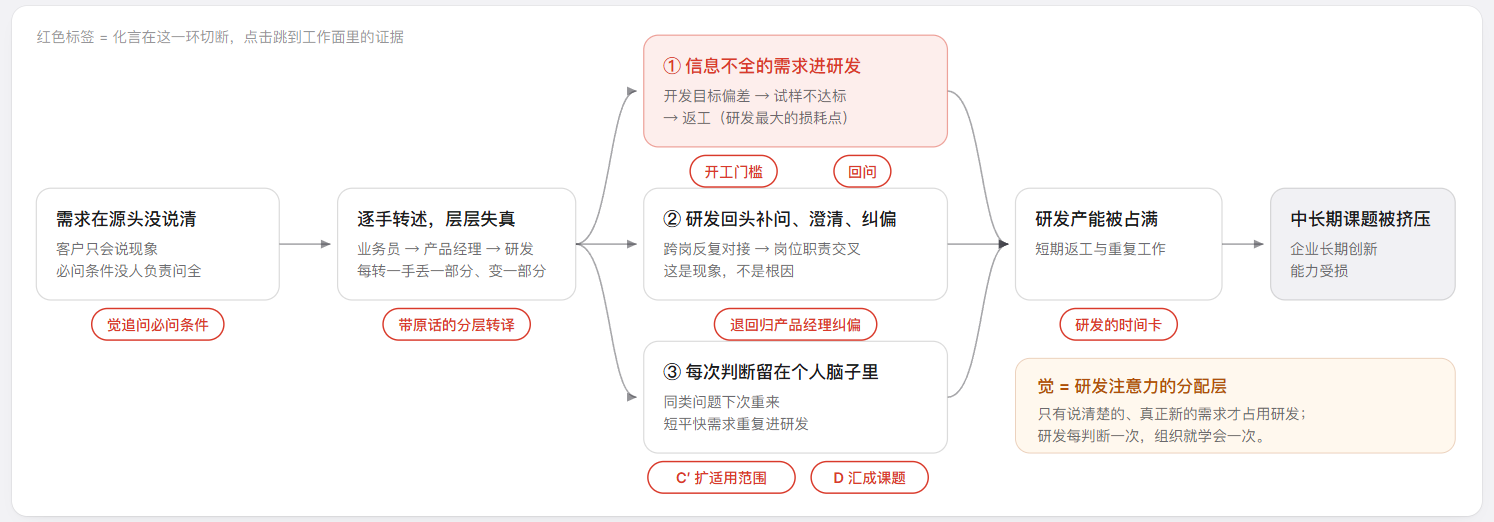 红色标签 = 化言在这一环切断，点击跳到工作面里的证据
需求在源头没说清
客户只会说现象
必问条件没人负责问全
觉追问必问条件
逐手转述，层层失真
业务员 → 产品经理 → 研发
每转一手丢一部分、变一部分
带原话的分层转译
① 信息不全的需求进研发
开发目标偏差 → 试样不达标
→ 返工（研发最大的损耗点）
开工门槛
回问
② 研发回头补问、澄清、纠偏
跨岗反复对接 → 岗位职责交叉
这是现象，不是根因
退回归产品经理纠偏
③ 每次判断留在个人脑子里
同类问题下次重来
短平快需求重复进研发
C′ 扩适用范围
D 汇成课题
研发产能被占满
短期返工与重复工作
研发的时间卡
中长期课题被挤压
企业长期创新
能力受损
觉 = 研发注意力的分配层
只有说清楚的、真正新的需求才占用研发；
研发每判断一次，组织就学会一次。